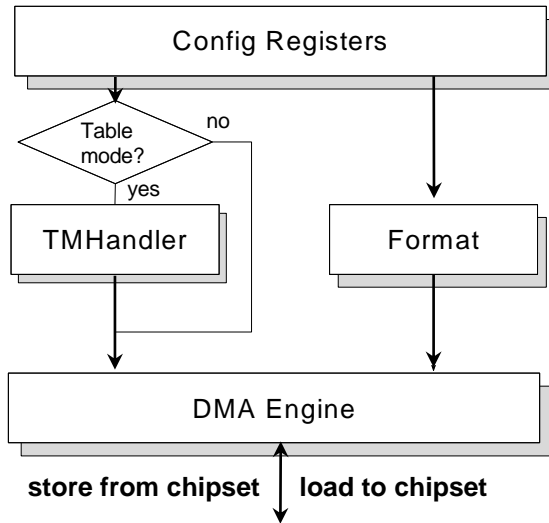 Config Registers
Table
mode?
no
yes
TMHandler
Format
DMA Engine
store from chipset
load to chipset